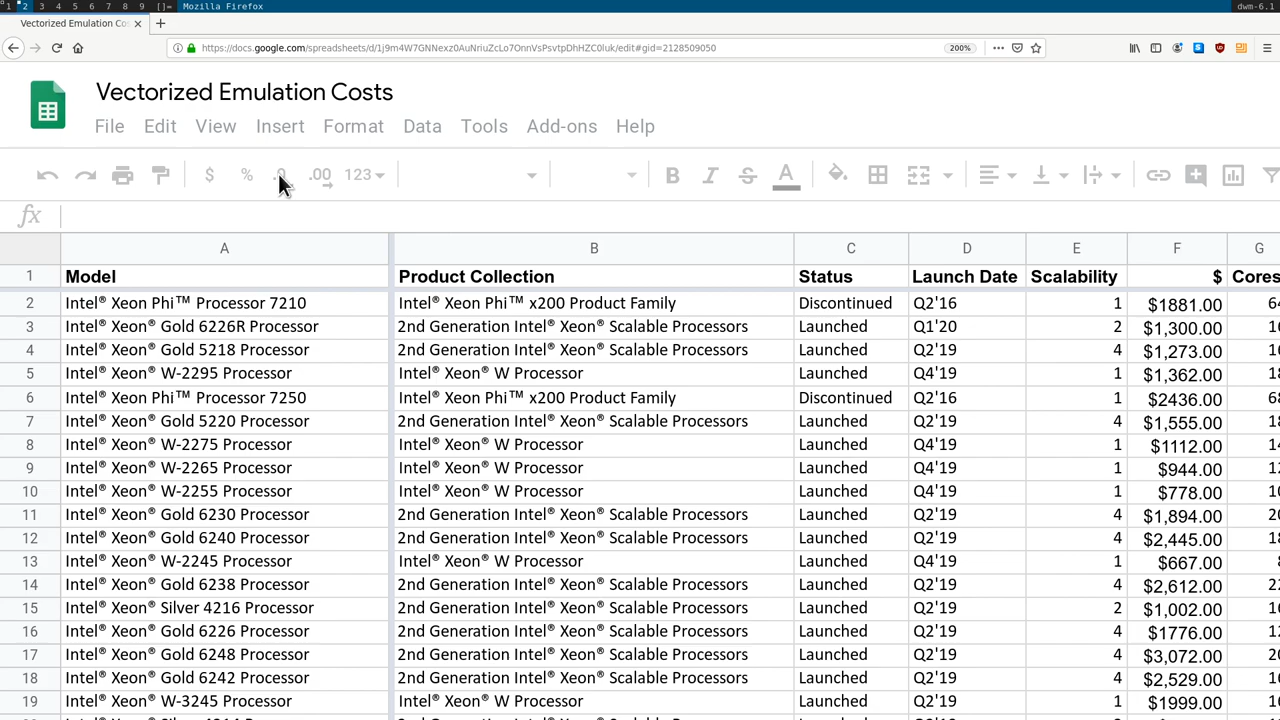 1 2 3 4 5 6 7 8 9 []= Mozilla Firefox dwm-6.1
Vectorized Emulation Cos
https://docs.google.com/spreadsheets/d/1j9m4W7GNNexz0AuNriuZcLo7OnnVsPsvtpDhHZC0luk/edit#gid=2128509050 200%
Vectorized Emulation Costs
File Edit View Insert Format Data Tools Add-ons Help
$ % .0 .00 123 B I S A
fx
A B C D E F G
1 Model Product Collection Status Launch Date Scalability $ Cores
2 Intel® Xeon Phi™ Processor 7210 Intel® Xeon Phi™ x200 Product Family Discontinued Q2'16 1 $1881.00
3 Intel® Xeon® Gold 6226R Processor 2nd Generation Intel® Xeon® Scalable Processors Launched Q1'20 2 $1,300.00
4 Intel® Xeon® Gold 5218 Processor 2nd Generation Intel® Xeon® Scalable Processors Launched Q2'19 4 $1,273.00
5 Intel® Xeon® W-2295 Processor Intel® Xeon® W Processor Launched Q4'19 1 $1,362.00
6 Intel® Xeon Phi™ Processor 7250 Intel® Xeon Phi™ x200 Product Family Discontinued Q2'16 1 $2436.00
7 Intel® Xeon® Gold 5220 Processor 2nd Generation Intel® Xeon® Scalable Processors Launched Q2'19 4 $1,555.00
8 Intel® Xeon® W-2275 Processor Intel® Xeon® W Processor Launched Q4'19 1 $1112.00
9 Intel® Xeon® W-2265 Processor Intel® Xeon® W Processor Launched Q4'19 1 $944.00
10 Intel® Xeon® W-2255 Processor Intel® Xeon® W Processor Launched Q4'19 1 $778.00
11 Intel® Xeon® Gold 6230 Processor 2nd Generation Intel® Xeon® Scalable Processors Launched Q2'19 4 $1,894.00
12 Intel® Xeon® Gold 6240 Processor 2nd Generation Intel® Xeon® Scalable Processors Launched Q2'19 4 $2,445.00
13 Intel® Xeon® W-2245 Processor Intel® Xeon® W Processor Launched Q4'19 1 $667.00
14 Intel® Xeon® Gold 6238 Processor 2nd Generation Intel® Xeon® Scalable Processors Launched Q2'19 4 $2,612.00
15 Intel® Xeon® Silver 4216 Processor 2nd Generation Intel® Xeon® Scalable Processors Launched Q2'19 2 $1,002.00
16 Intel® Xeon® Gold 6226 Processor 2nd Generation Intel® Xeon® Scalable Processors Launched Q2'19 4 $1776.00
17 Intel® Xeon® Gold 6248 Processor 2nd Generation Intel® Xeon® Scalable Processors Launched Q2'19 4 $3,072.00
18 Intel® Xeon® Gold 6242 Processor 2nd Generation Intel® Xeon® Scalable Processors Launched Q2'19 4 $2,529.00
19 Intel® Xeon® W-3245 Processor Intel® Xeon® W Processor Launched Q2'19 1 $1999.00